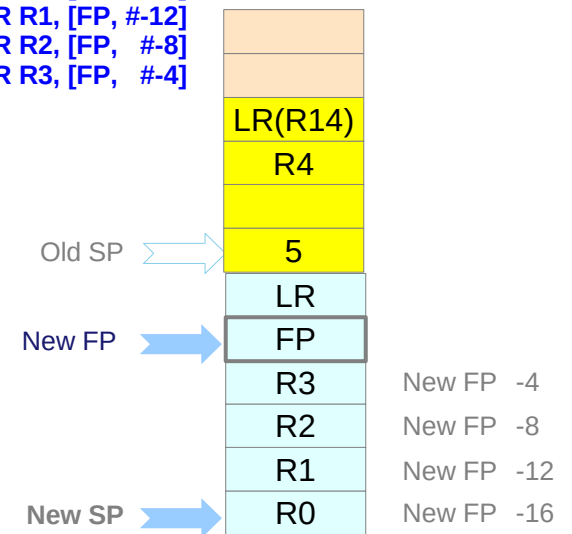 R R1, [FP, #-12]
R R2, [FP, #-8]
R R3, [FP, #-4]
LR(R14)
R4
Old SP 5
LR
New FP FP
R3 New FP -4
R2 New FP -8
R1 New FP -12
New SP R0 New FP -16